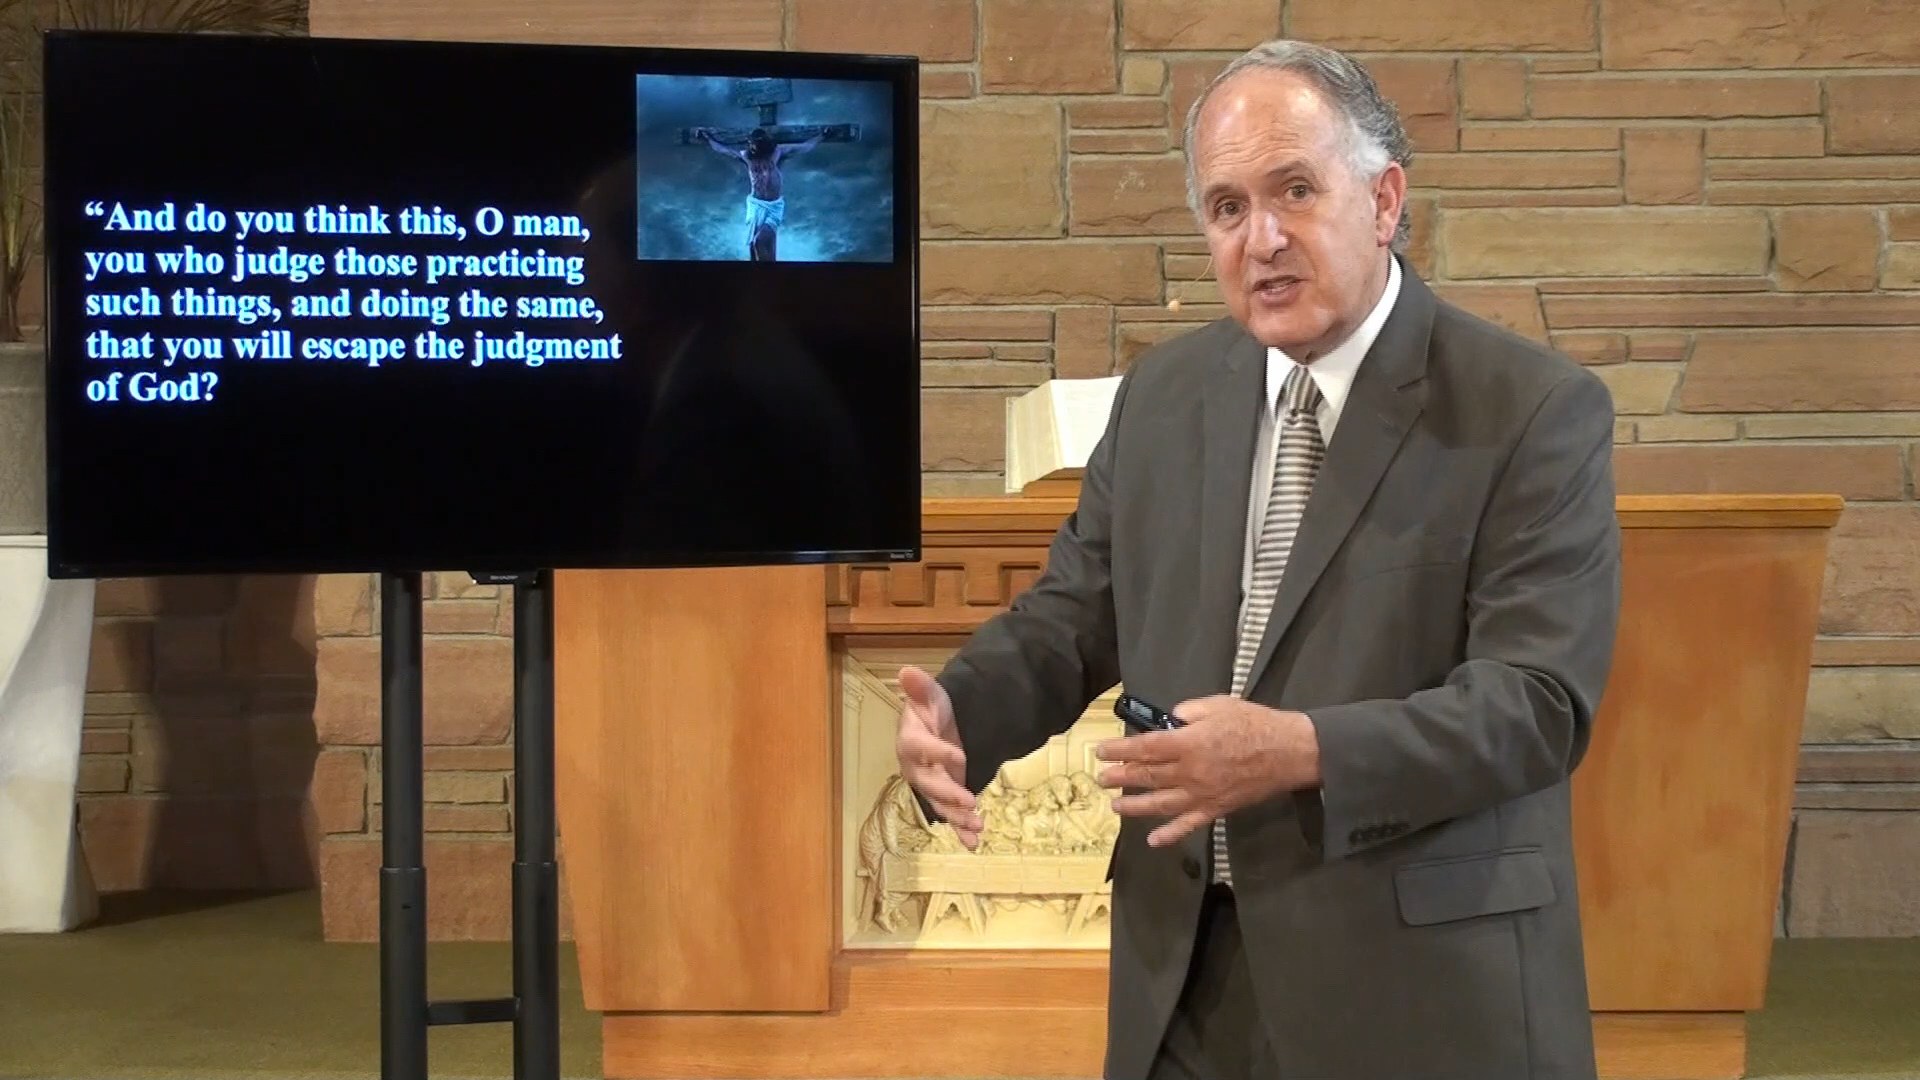 “And do you think this, O man,
you who judge those practicing
such things, and doing the same,
that you will escape the judgment
of God?